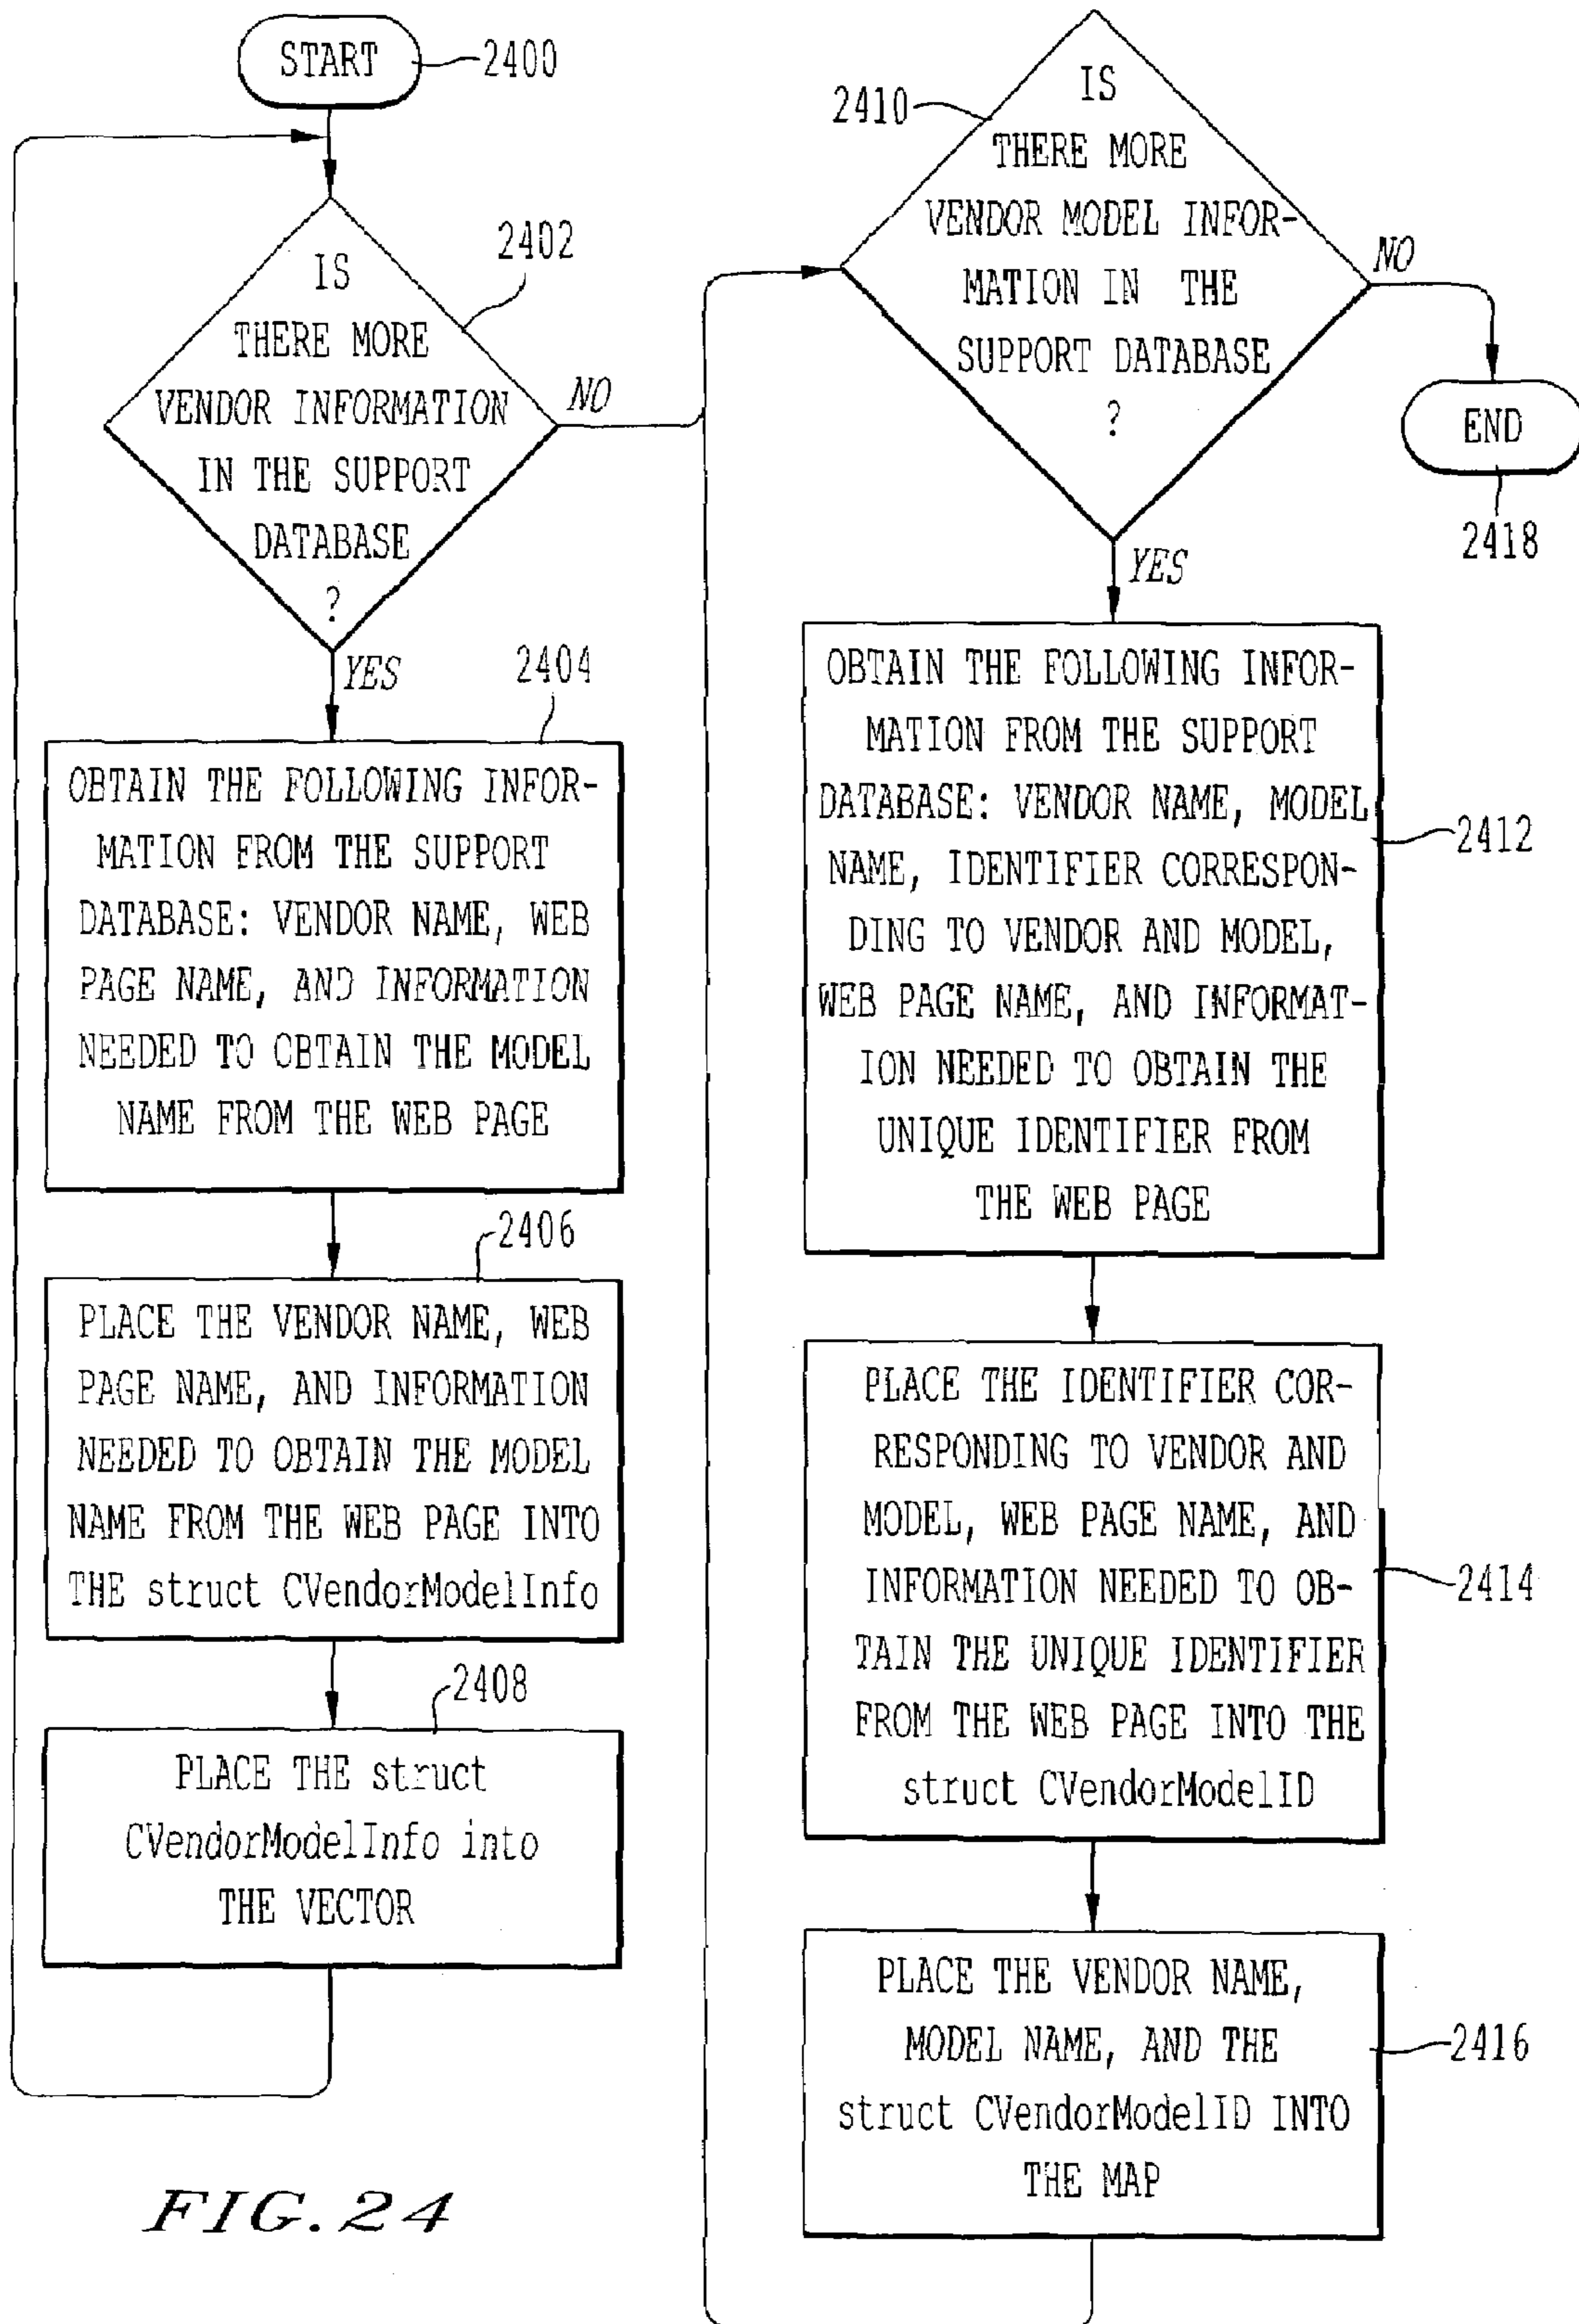 START
2400
2402
IS
THERE MORE
VENDOR INFORMATION
IN THE SUPPORT
DATABASE
?
NO
YES
2404
OBTAIN THE FOLLOWING INFOR-
MATION FROM THE SUPPORT
DATABASE: VENDOR NAME, WEB
PAGE NAME, AND INFORMATION
NEEDED TO OBTAIN THE MODEL
NAME FROM THE WEB PAGE
2406
PLACE THE VENDOR NAME, WEB
PAGE NAME, AND INFORMATION
NEEDED TO OBTAIN THE MODEL
NAME FROM THE WEB PAGE INTO
THE struct CVendorModelInfo
2408
PLACE THE struct
CVendorModelInfo into
THE VECTOR
2410
IS
THERE MORE
VENDOR MODEL INFOR-
MATION IN THE
SUPPORT DATABASE
?
NO
END
2418
YES
OBTAIN THE FOLLOWING INFOR-
MATION FROM THE SUPPORT
DATABASE: VENDOR NAME, MODEL
NAME, IDENTIFIER CORRESPON-
DING TO VENDOR AND MODEL,
WEB PAGE NAME, AND INFORMAT-
ION NEEDED TO OBTAIN THE
UNIQUE IDENTIFIER FROM
THE WEB PAGE
2412
PLACE THE IDENTIFIER COR-
RESPONDING TO VENDOR AND
MODEL, WEB PAGE NAME, AND
INFORMATION NEEDED TO OB-
TAIN THE UNIQUE IDENTIFIER
FROM THE WEB PAGE INTO THE
struct CVendorModelID
2414
PLACE THE VENDOR NAME,
MODEL NAME, AND THE
struct CVendorModelID INTO
THE MAP
2416
FIG. 24